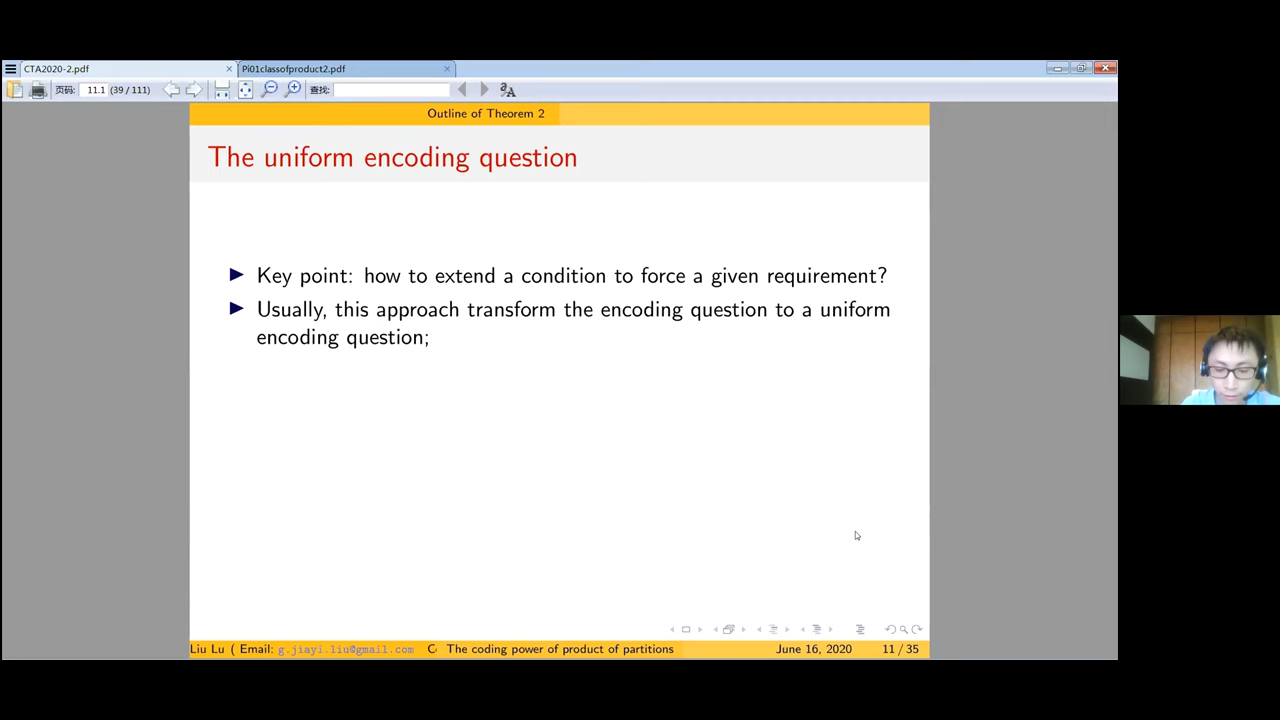 CTA2020-2.pdf
Pi01classofproduct2.pdf
页码: 11.1 (39 / 111) 查找:
Outline of Theorem 2
The uniform encoding question
Key point: how to extend a condition to force a given requirement?
Usually, this approach transform the encoding question to a uniform
encoding question;
Liu Lu ( Email: g.jiayi.liu@gmail.com The coding power of product of partitions June 16, 2020 11 / 35